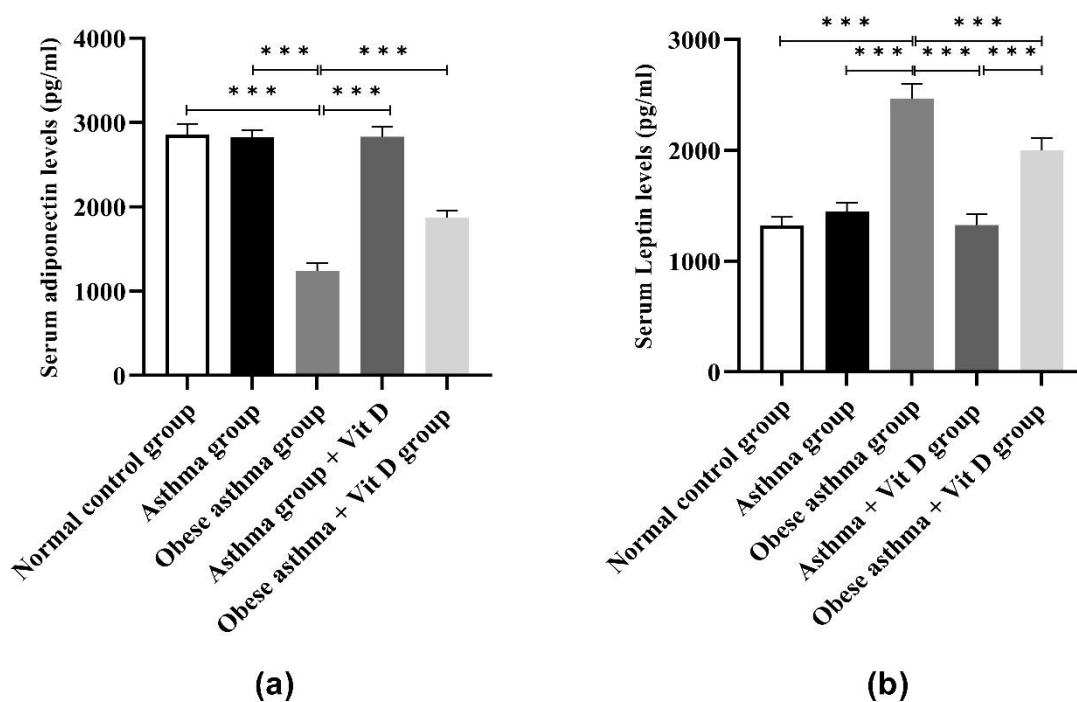 Serum adiponectin levels (pg/ml)
4000
3000
2000
1000
0
*** ***
*** ***
Normal control group
Asthma group
Obese asthma group
Asthma group + Vit D
Obese asthma + Vit D group
(a)
Serum Leptin levels (pg/ml)
3000
2000
1000
0
*** ***
*** *** ***
Normal control group
Asthma group
Obese asthma group
Asthma + Vit D group
Obese asthma + Vit D group
(b)